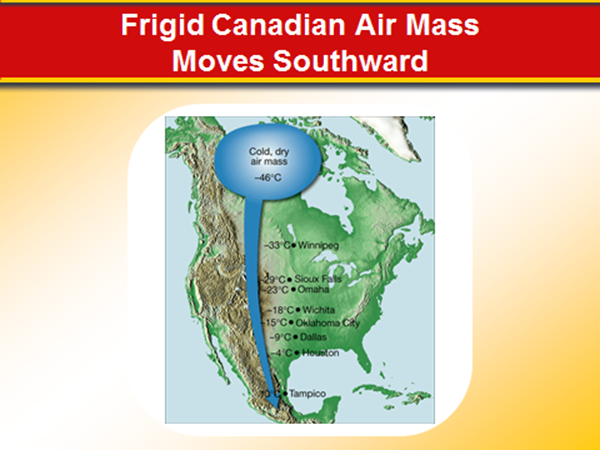 Frigid Canadian Air Mass
Moves Southward
Cold, dry
air mass
–46°C
–33°C Winnipeg
–29°C Sioux Falls
–23°C Omaha
–18°C Wichita
–15°C Oklahoma City
–9°C Dallas
–4°C Houston
Tampico